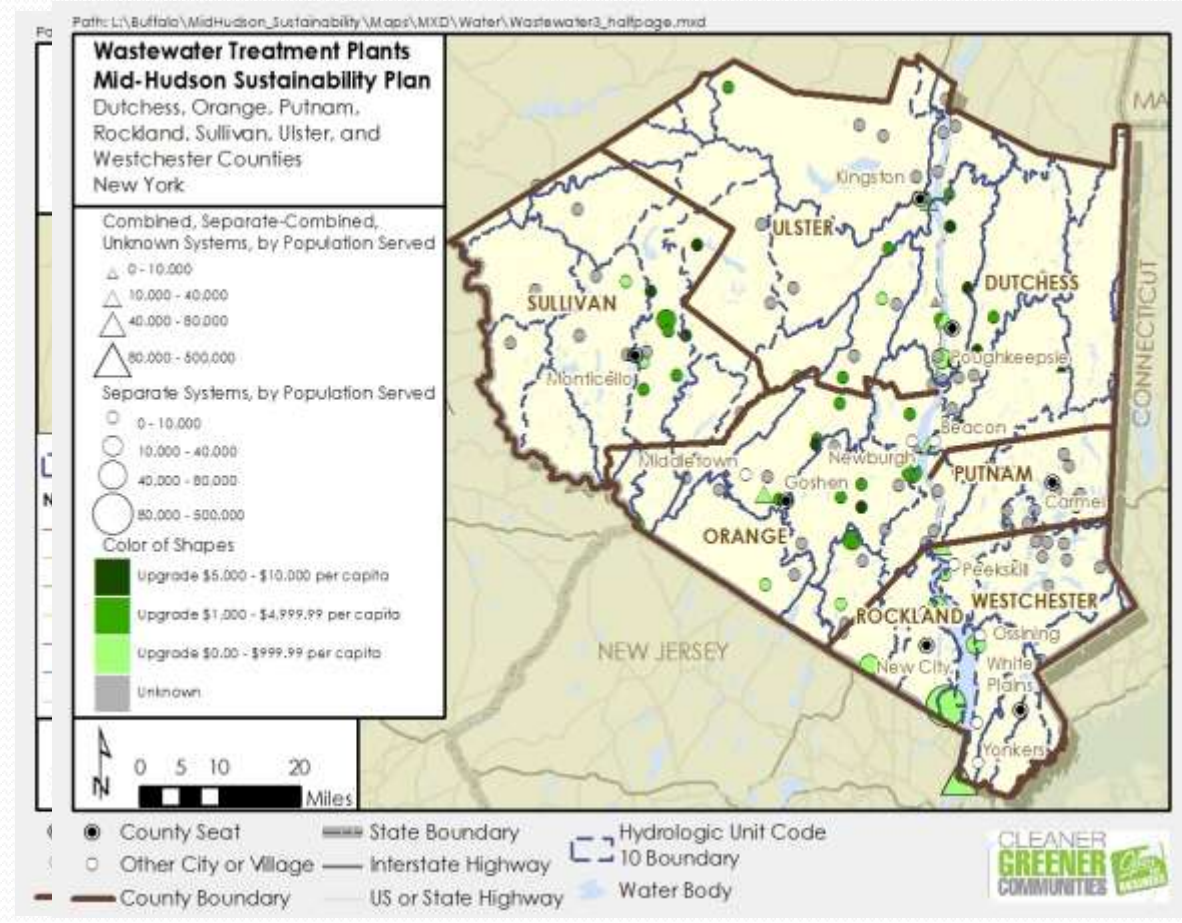 Path: L:\Buffalo\MidHudson_Sustainability\Maps\MXD\Water\Wastewater3_halfpage.mxd
Wastewater Treatment Plants
Mid-Hudson Sustainability Plan
Dutchess, Orange, Putnam,
Rockland, Sullivan, Ulster, and
Westchester Counties
New York
Combined, Separate-Combined,
Unknown Systems, by Population Served
0 - 10,000
10,000 - 40,000
40,000 - 80,000
80,000 - 500,000
Separate Systems, by Population Served
0 - 10,000
10,000 - 40,000
40,000 - 80,000
80,000 - 500,000
Color of Shapes
Upgrade $5,000 - $10,000 per capita
Upgrade $1,000 - $4,999.99 per capita
Upgrade $0.00 - $999.99 per capita
Unknown
N
0 5 10 20
Miles
MA
Kingston
ULSTER
DUTCHESS
SULLIVAN
CONNECTICUT
Poughkeepsie
Monticello
Beacon
Middletown
Newburgh
PUTNAM
Goshen
Carmel
ORANGE
Peekskill
WESTCHESTER
ROCKLAND
Ossining
NEW JERSEY
New City
White
Plains
Yonkers
County Seat
Other City or Village
County Boundary
State Boundary
Interstate Highway
US or State Highway
Hydrologic Unit Code
10 Boundary
Water Body
CLEANER
GREENER
COMMUNITIES